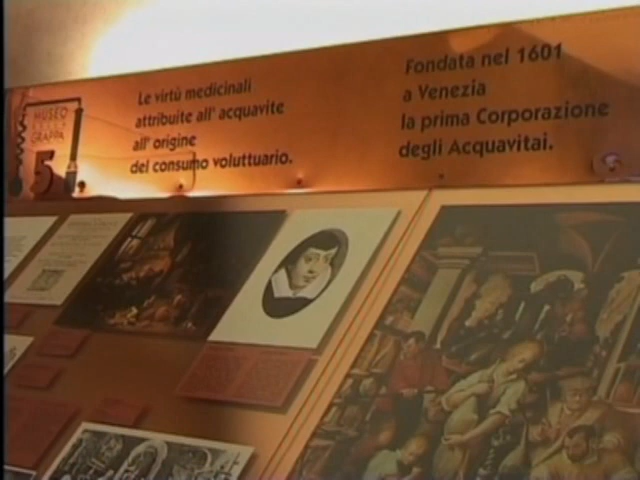 MUSEO
DELLA
GRAPPA
5
Le virtù medicinali
attribuite all' acquavite
all' origine
del consumo voluttuario.
Fondata nel 1601
a Venezia
la prima Corporazione
degli Acquavitai.